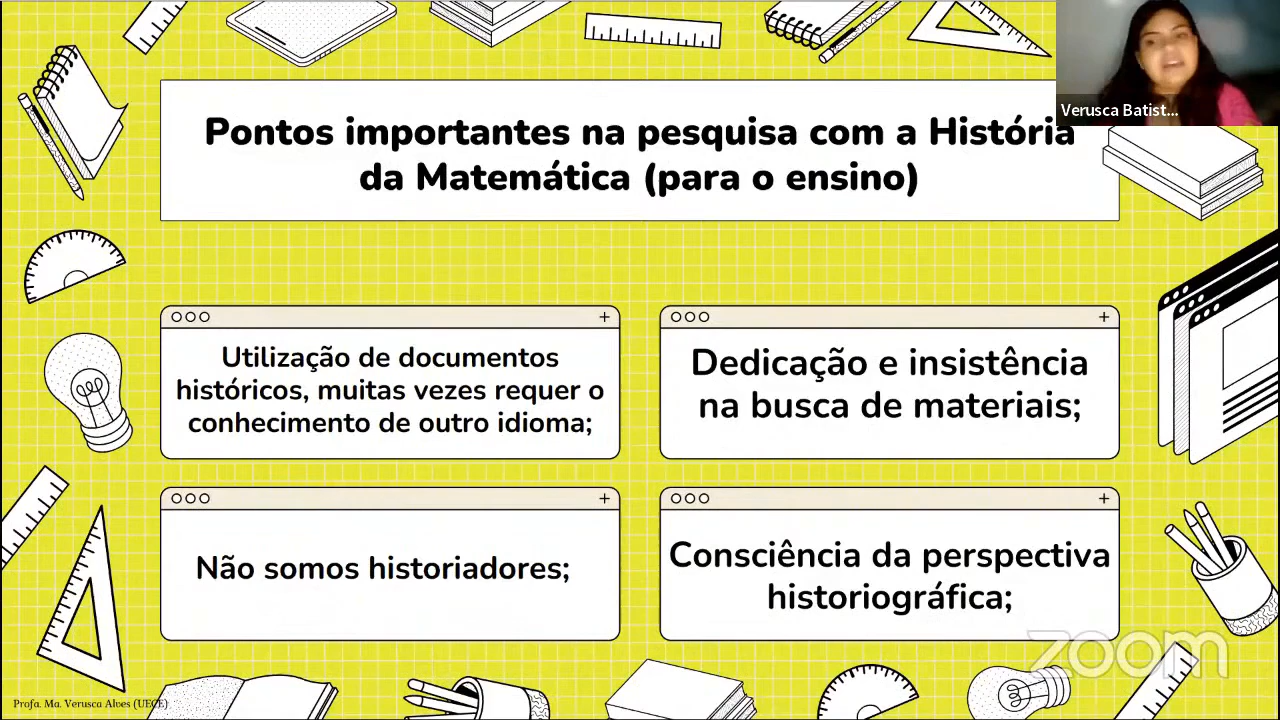 Verusca Batist...
Pontos importantes na pesquisa com a História
da Matemática (para o ensino)
Utilização de documentos
históricos, muitas vezes requer o
conhecimento de outro idioma;
Dedicação e insistência
na busca de materiais;
Não somos historiadores;
Consciência da perspectiva
historiográfica;
zoom
Profa. Ma. Verusca Alves (UECE)